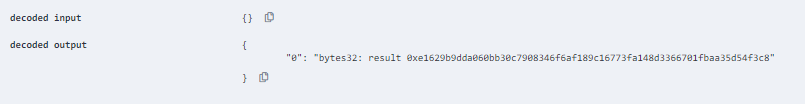 decoded input {}
decoded output {
"0": "bytes32: result 0xe1629b9dda060bb30c7908346f6af189c16773fa148d3366701fbaa35d54f3c8"
}